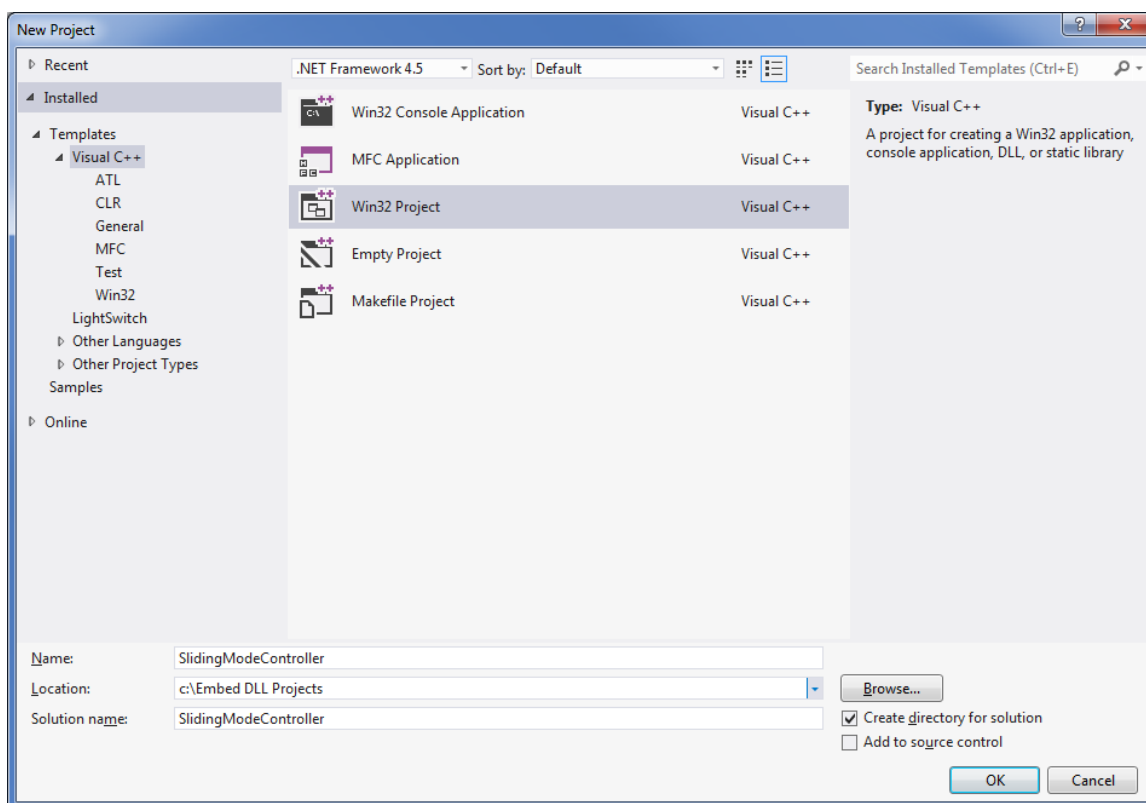 New Project
Recent
.NET Framework 4.5 Sort by: Default
Search Installed Templates (Ctrl+E)
Installed
Templates
Visual C++
ATL
CLR
General
MFC
Test
Win32
LightSwitch
Other Languages
Other Project Types
Samples
Online
Win32 Console Application Visual C++
MFC Application Visual C++
Win32 Project Visual C++
Empty Project Visual C++
Makefile Project Visual C++
Type: Visual C++
A project for creating a Win32 application,
console application, DLL, or static library
Name: SlidingModeController
Location: c:\Embed DLL Projects
Browse...
Solution name: SlidingModeController
Create directory for solution
Add to source control
OK Cancel